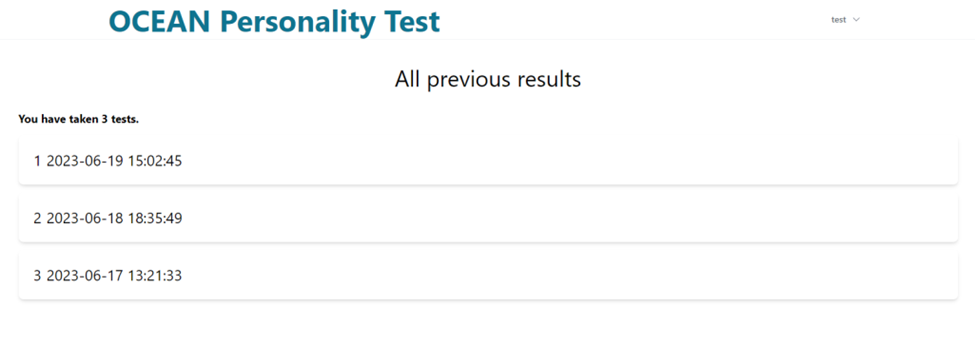 OCEAN Personality Test
test
All previous results
You have taken 3 tests.
1 2023-06-19 15:02:45
2 2023-06-18 18:35:49
3 2023-06-17 13:21:33